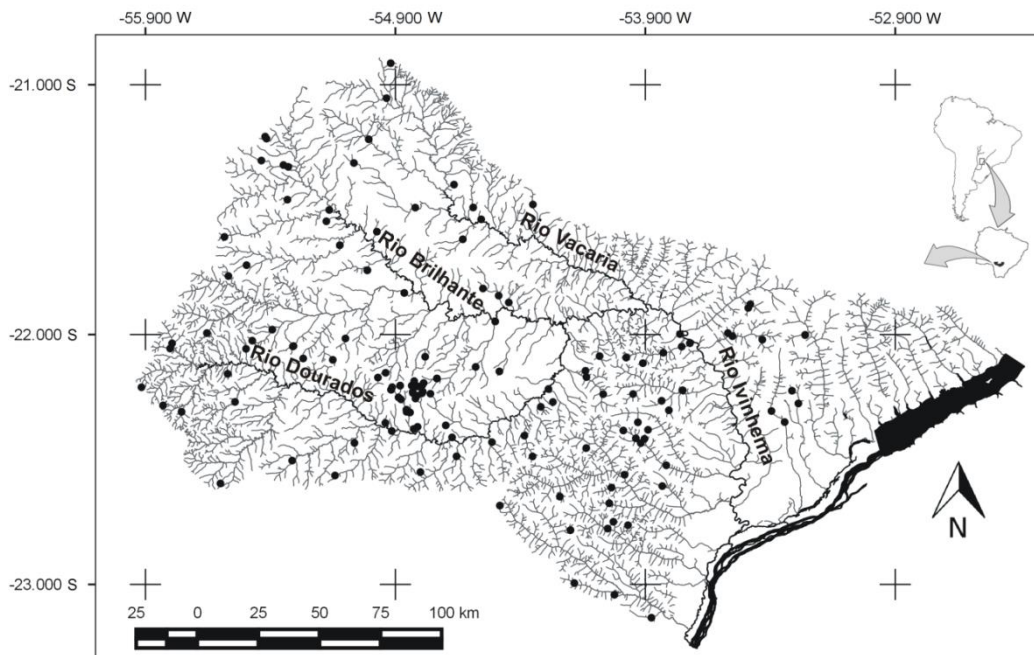 -55.900 W -54.900 W -53.900 W -52.900 W
-21.000 S
Rio Vacaria
Rio Brilhante
-22.000 S
Rio Dourados
Rio Ivinhema
N
-23.000 S
25 0 25 50 75 100 km